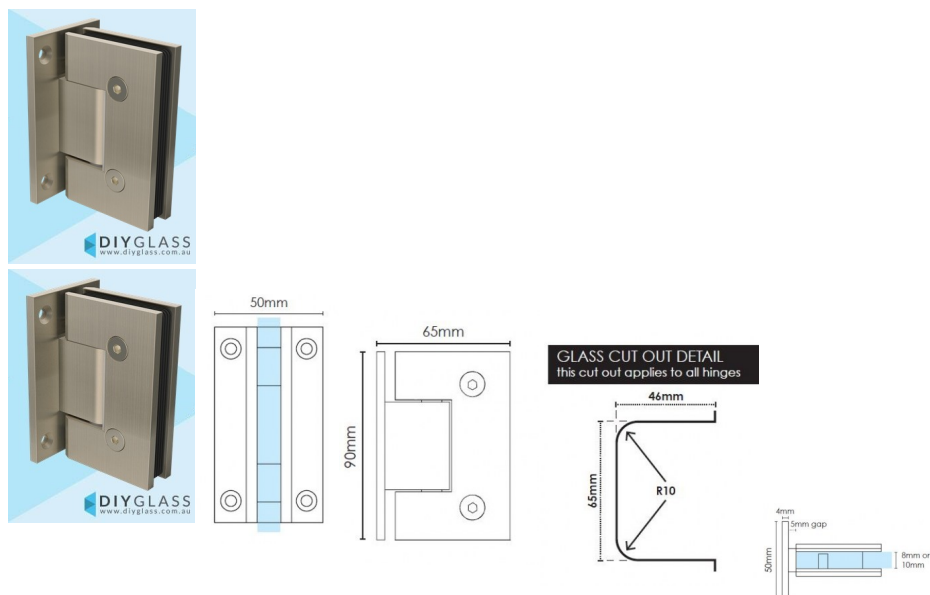 DIYGLASS
www.diyglass.com.au
DIYGLASS
www.diyglass.com.au
50mm
65mm
90mm
GLASS CUT OUT DETAIL
this cut out applies to all hinges
46mm
65mm
R10
4mm
5mm gap
50mm
8mm or
10mm